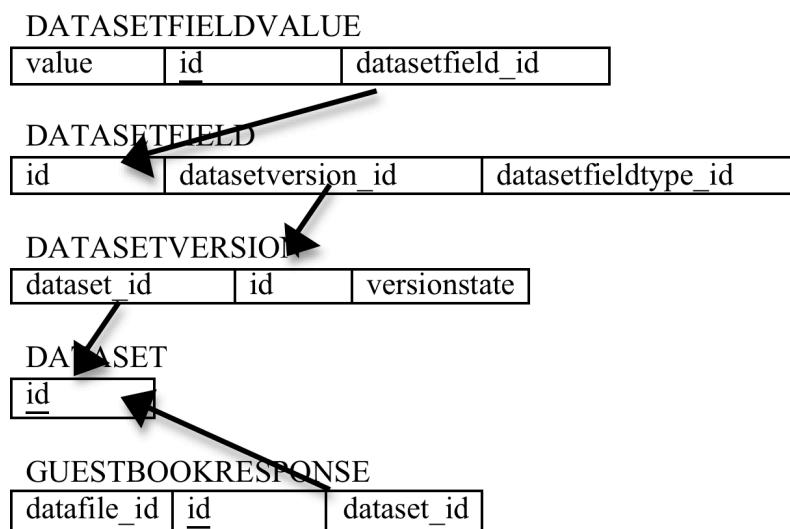 DATASETFIELDVALUE
value id datasetfield_id
DATASETFIELD
id datasetversion_id datasetfieldtype_id
DATASETVERSION
dataset_id id versionstate
DATASET
id
GUESTBOOKRESPONSE
datafile_id id dataset_id